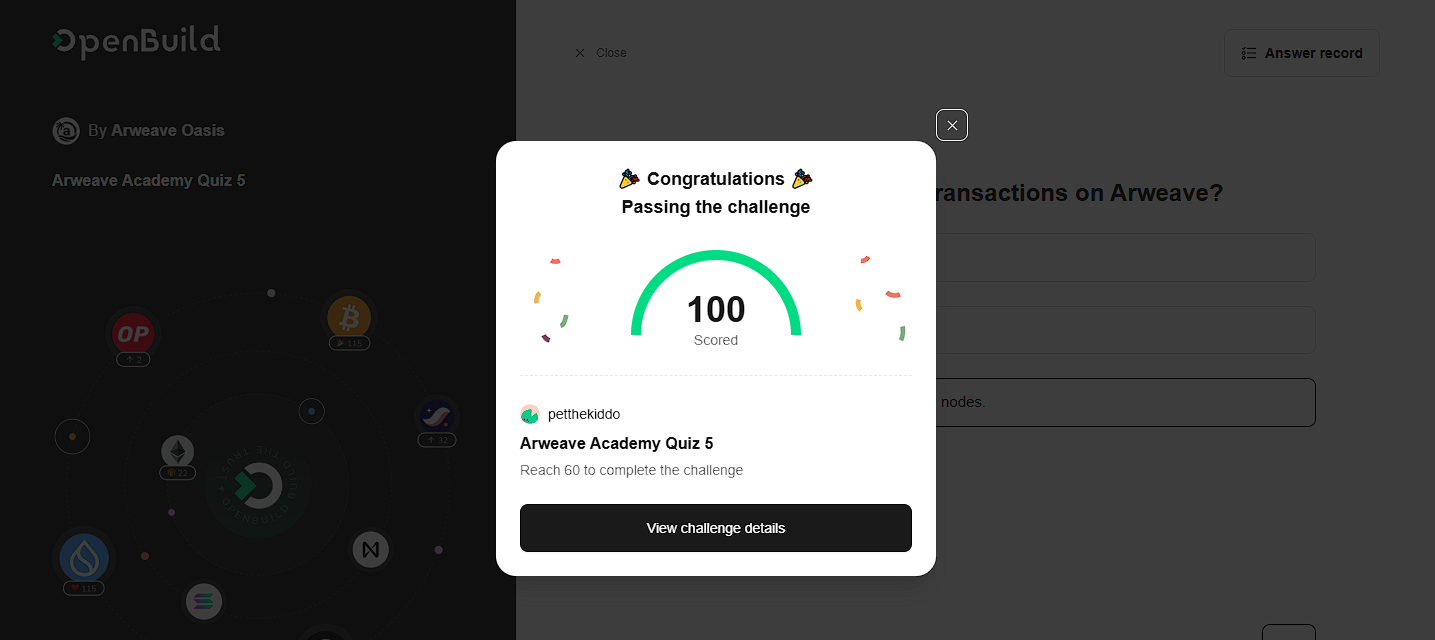 OpenBuild
By Arweave Oasis
Arweave Academy Quiz 5
Close
Answer record
ransactions on Arweave?
nodes.
🎉 Congratulations 🎉
Passing the challenge
100
Scored
petthekiddo
Arweave Academy Quiz 5
Reach 60 to complete the challenge
View challenge details
OP
2
115
32
22
115